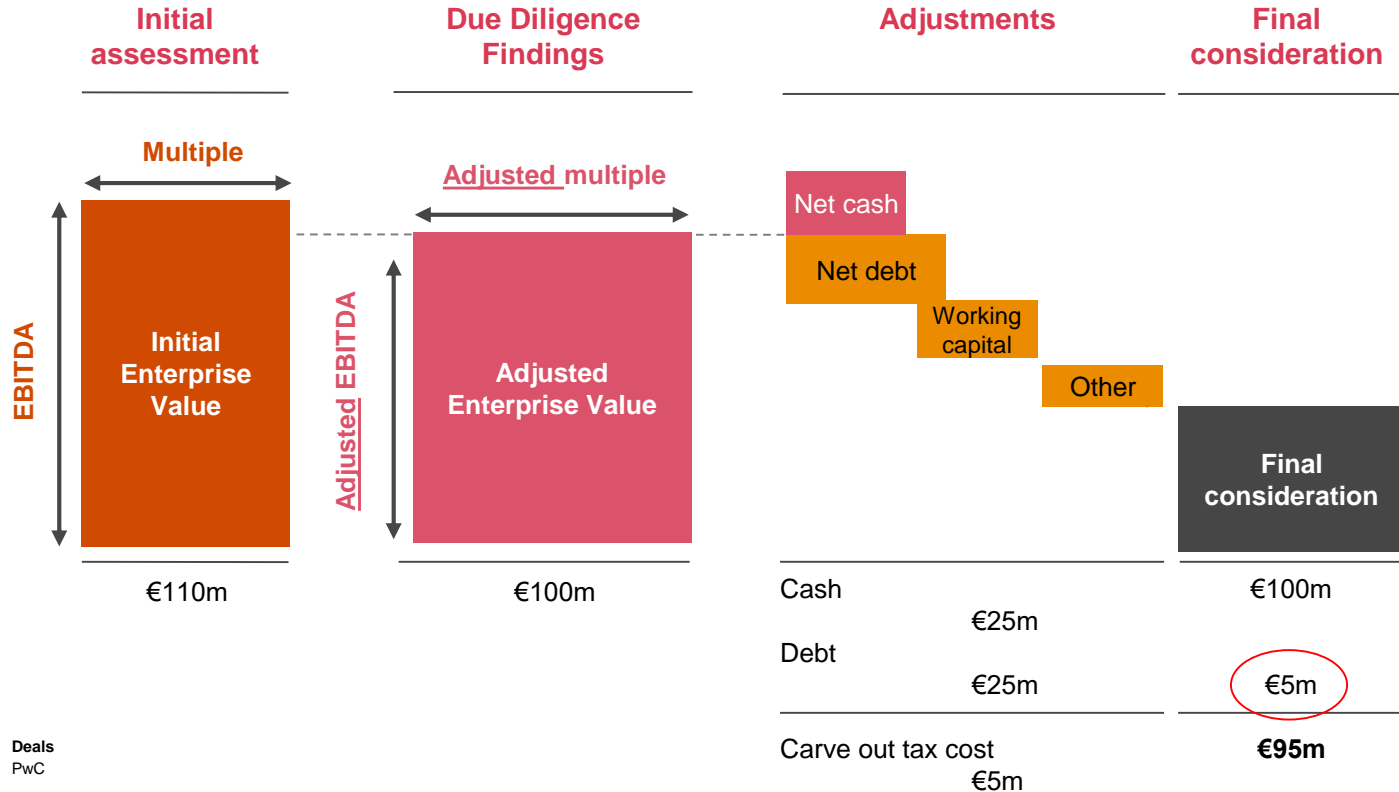 Initial
assessment
Due Diligence
Findings
Adjustments
Final
consideration
Multiple
EBITDA
Initial
Enterprise
Value
€110m
Adjusted multiple
Adjusted EBITDA
Adjusted
Enterprise Value
€100m
Net cash
Net debt
Working
capital
Other
Final
consideration
Cash
€25m
€100m
Debt
€25m
€5m
Carve out tax cost
€5m
€95m
Deals
PwC